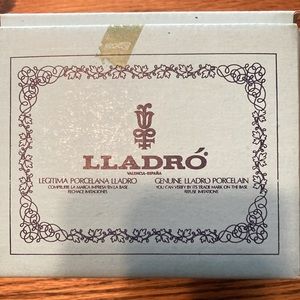 LLADRÓ
VALENCIA-ESPAÑA
LEGITIMA PORCELANA LLADRO
COMPRUEBE LA MARCA IMPRESA EN LA BASE
RECHACE IMITACIONES
GENUINE LLADRO PORCELAIN
YOU CAN VERIFY BY ITS TRADE MARK ON THE BASE
REFUSE IMITATIONS